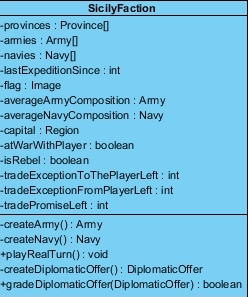 SicilyFaction
-provinces : Province[]
-armies : Army[]
-navies : Navy[]
-lastExpeditionSince : int
-flag : Image
-averageArmyComposition : Army
-averageNavyComposition : Navy
-capital : Region
-atWarWithPlayer : boolean
-isRebel : boolean
-tradeExceptionToThePlayerLeft : int
-tradeExceptionFromPlayerLeft : int
-tradePromiseLeft : int
-createArmy() : Army
-createNavy() : Navy
+playRealTurn() : void
-createDiplomaticOffer() : DiplomaticOffer
+gradeDiplomaticOffer(DiplomaticOffer) : boolean